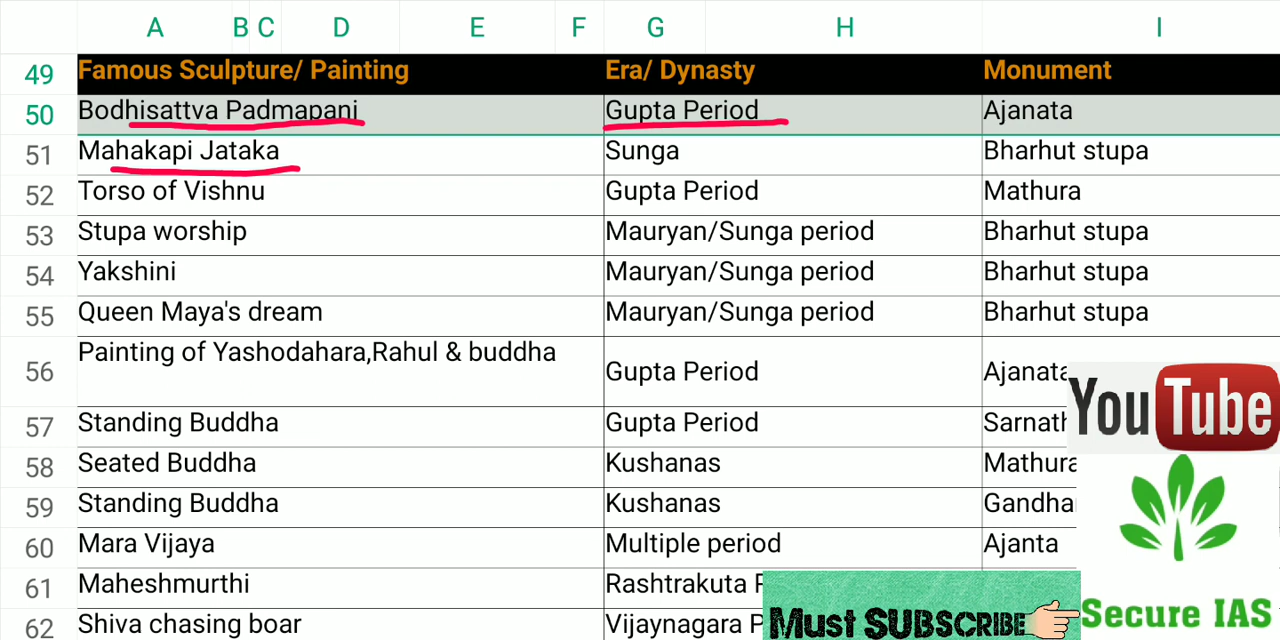 A B C D E F G H I
49 Famous Sculpture/ Painting Era/ Dynasty Monument
50 Bodhisattva Padmapani Gupta Period Ajanata
51 Mahakapi Jataka Sunga Bharhut stupa
52 Torso of Vishnu Gupta Period Mathura
53 Stupa worship Mauryan/Sunga period Bharhut stupa
54 Yakshini Mauryan/Sunga period Bharhut stupa
55 Queen Maya's dream Mauryan/Sunga period Bharhut stupa
56 Painting of Yashodahara,Rahul & buddha Gupta Period Ajanata
YouTube
57 Standing Buddha Gupta Period Sarnath
58 Seated Buddha Kushanas Mathura
59 Standing Buddha Kushanas
60 Mara Vijaya Multiple period Ajanta
61 Maheshmurthi Rashtrakuta
62 Shiva chasing boar Vijaynagara
Must SUBSCRIBE
Secure IAS